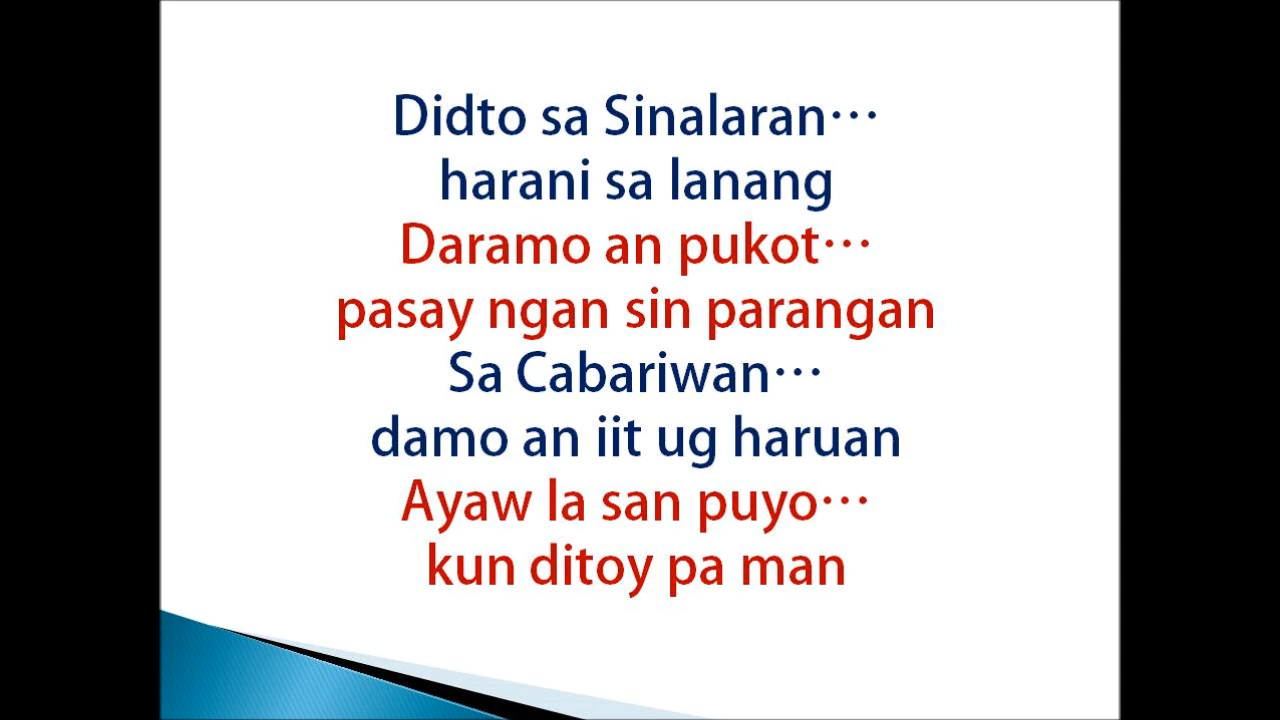 Didto sa Sinalaran…
harani sa lanang
Daramo an pukot…
pasay ngan sin parangan
Sa Cabariwan…
damo an iit ug haruan
Ayaw la san puyo…
kun ditoy pa man